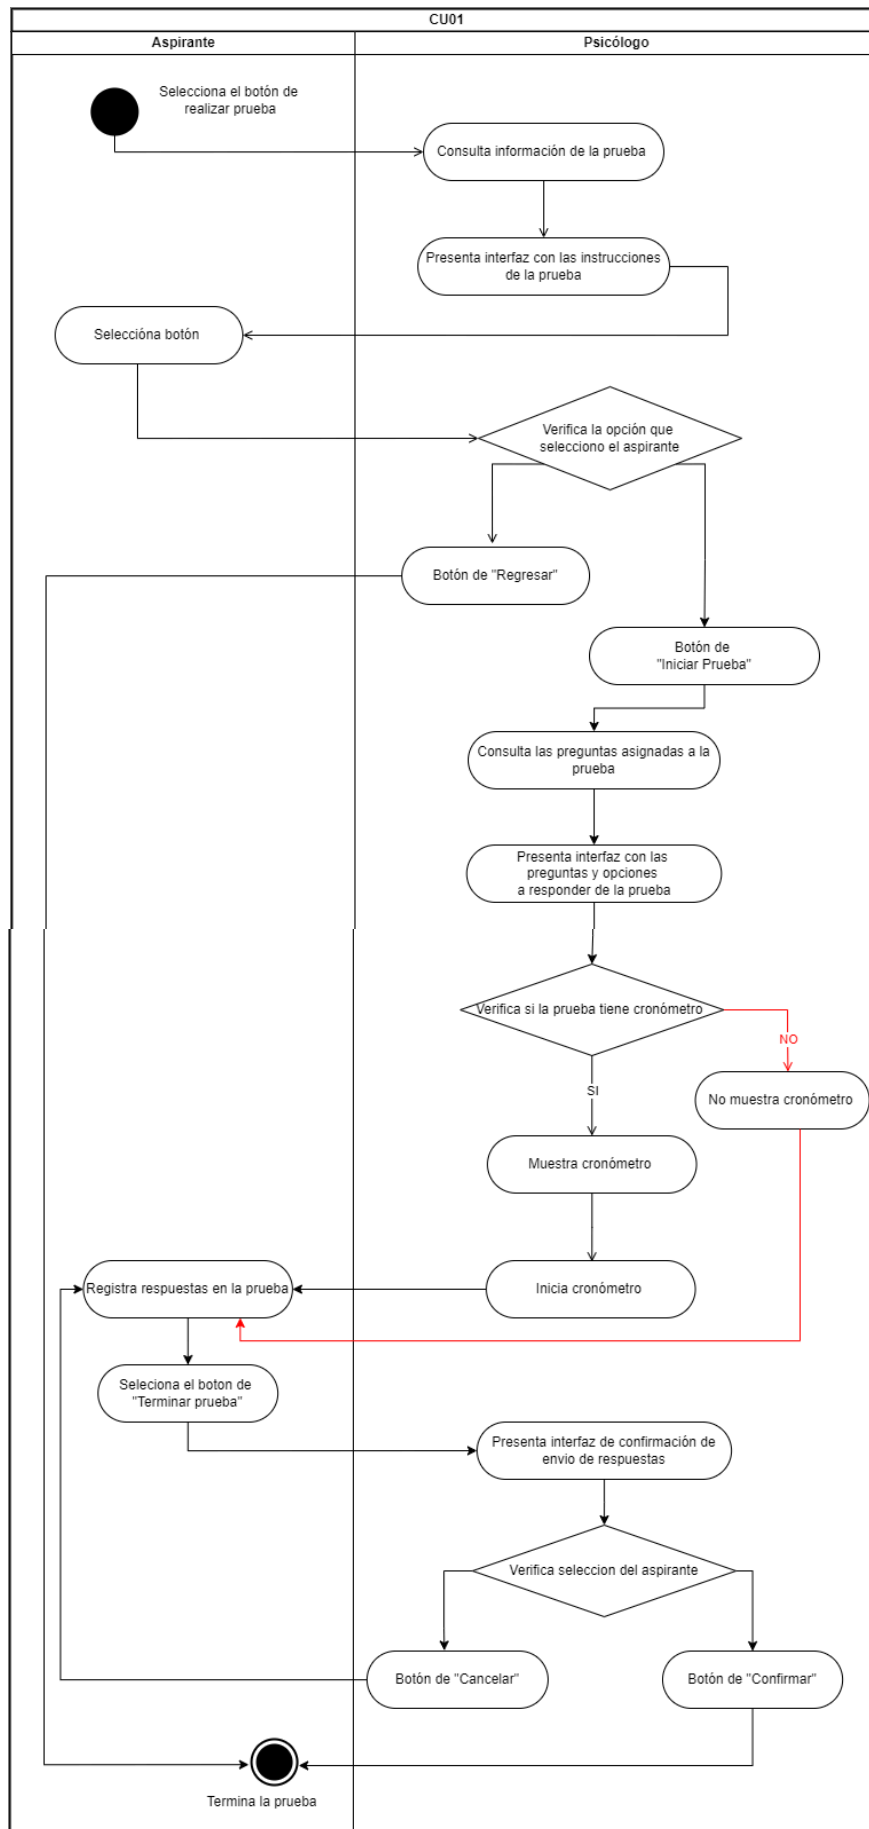 CU01
Aspirante
Psicólogo
Selecciona el botón de
realizar prueba
Consulta información de la prueba
Presenta interfaz con las instrucciones
de la prueba
Seleccióna botón
Verifica la opción que
selecciono el aspirante
Botón de "Regresar"
Botón de
"Iniciar Prueba"
Consulta las preguntas asignadas a la
prueba
Presenta interfaz con las
preguntas y opciones
a responder de la prueba
Verifica si la prueba tiene cronómetro
NO
SI
No muestra cronómetro
Muestra cronómetro
Registra respuestas en la prueba
Inicia cronómetro
Seleciona el boton de
"Terminar prueba"
Presenta interfaz de confirmación de
envio de respuestas
Verifica seleccion del aspirante
Botón de "Cancelar"
Botón de "Confirmar"
Termina la prueba